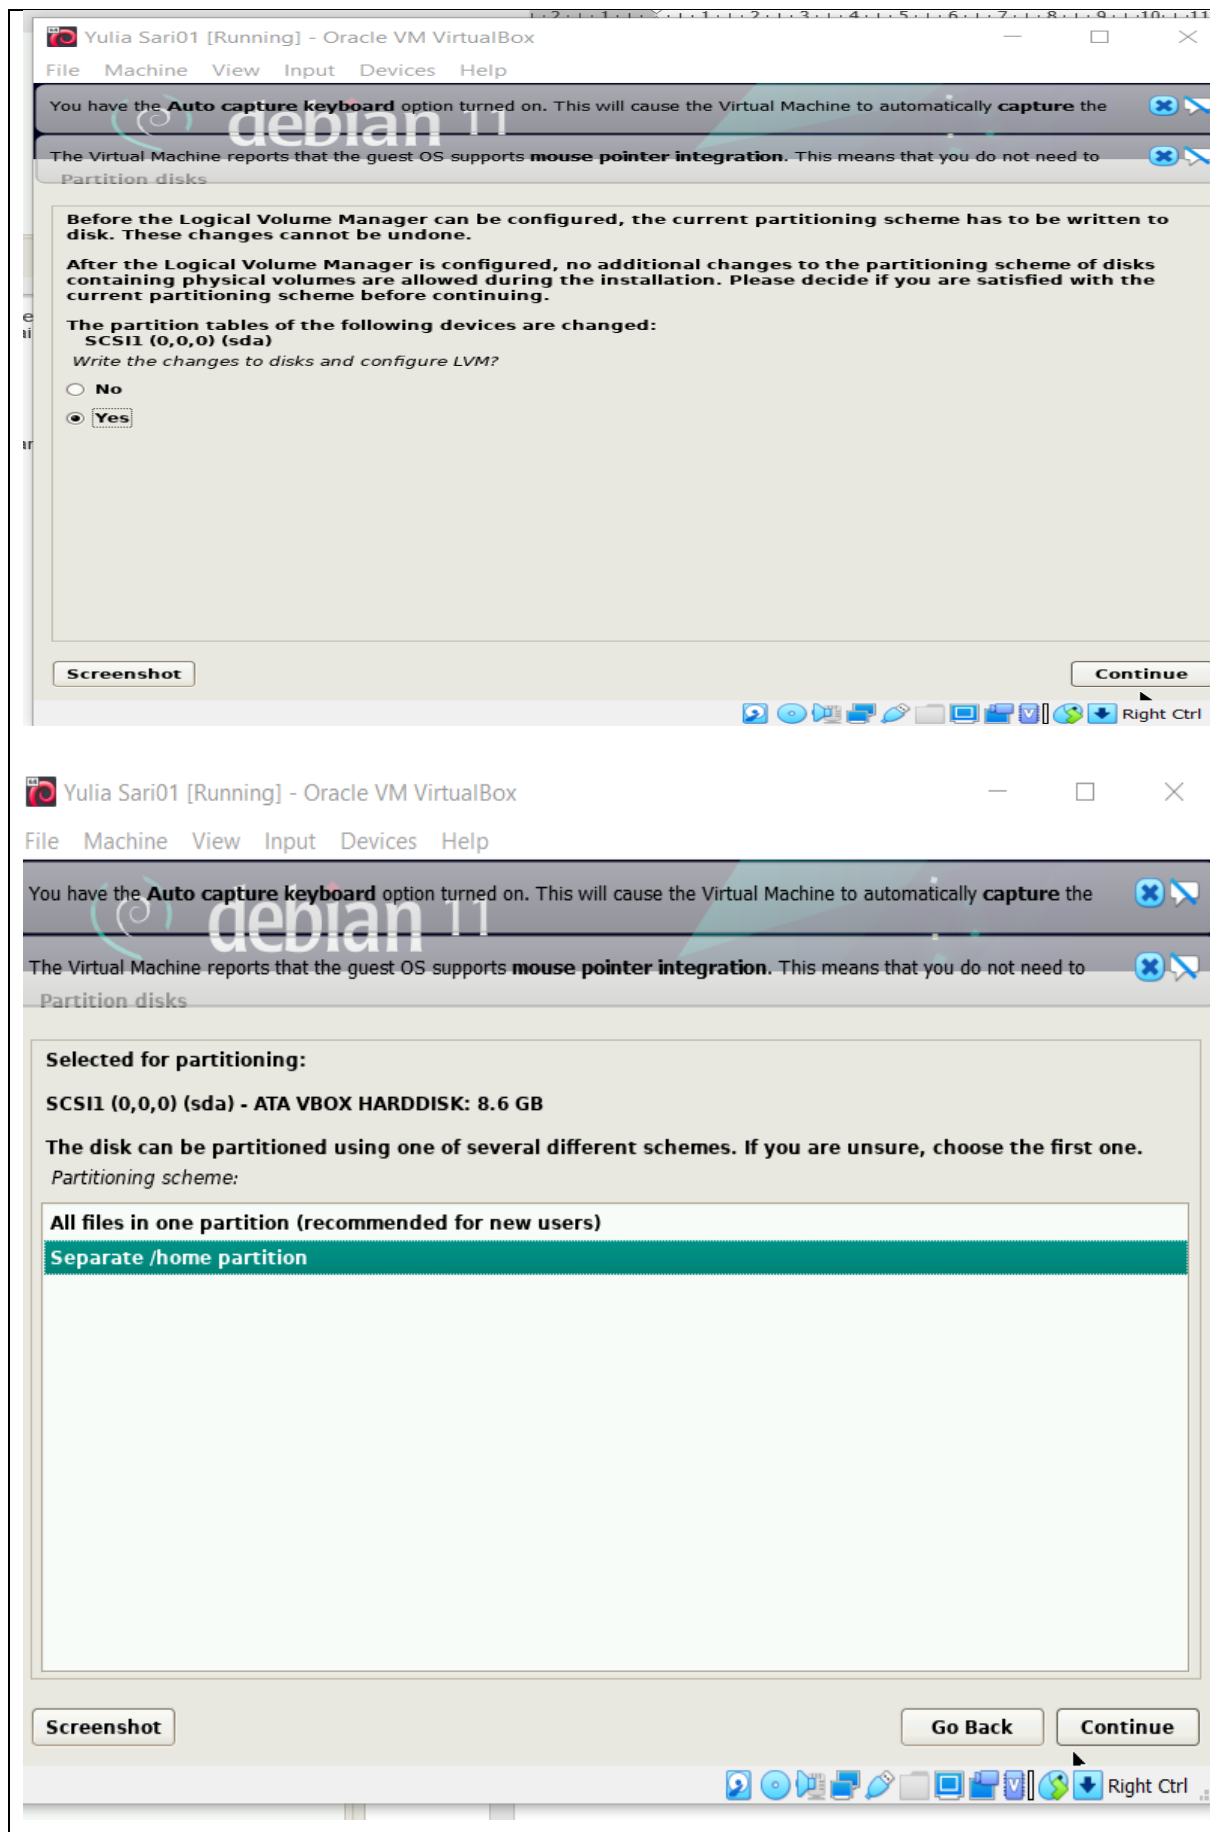 2 1 1 2 3 4 5 6 7 8 9 10 11
Yulia Sari01 [Running] - Oracle VM VirtualBox
File Machine View Input Devices Help
You have the Auto capture keyboard option turned on. This will cause the Virtual Machine to automatically capture the
debian 11
The Virtual Machine reports that the guest OS supports mouse pointer integration. This means that you do not need to
Partition disks
Before the Logical Volume Manager can be configured, the current partitioning scheme has to be written to
disk. These changes cannot be undone.
After the Logical Volume Manager is configured, no additional changes to the partitioning scheme of disks
containing physical volumes are allowed during the installation. Please decide if you are satisfied with the
current partitioning scheme before continuing.
The partition tables of the following devices are changed:
SCSI1 (0,0,0) (sda)
Write the changes to disks and configure LVM?
No
Yes
Screenshot Continue
Right Ctrl
Yulia Sari01 [Running] - Oracle VM VirtualBox
File Machine View Input Devices Help
You have the Auto capture keyboard option turned on. This will cause the Virtual Machine to automatically capture the
debian 11
The Virtual Machine reports that the guest OS supports mouse pointer integration. This means that you do not need to
Partition disks
Selected for partitioning:
SCSI1 (0,0,0) (sda) - ATA VBOX HARDDISK: 8.6 GB
The disk can be partitioned using one of several different schemes. If you are unsure, choose the first one.
Partitioning scheme:
All files in one partition (recommended for new users)
Separate /home partition
Screenshot Go Back Continue
Right Ctrl